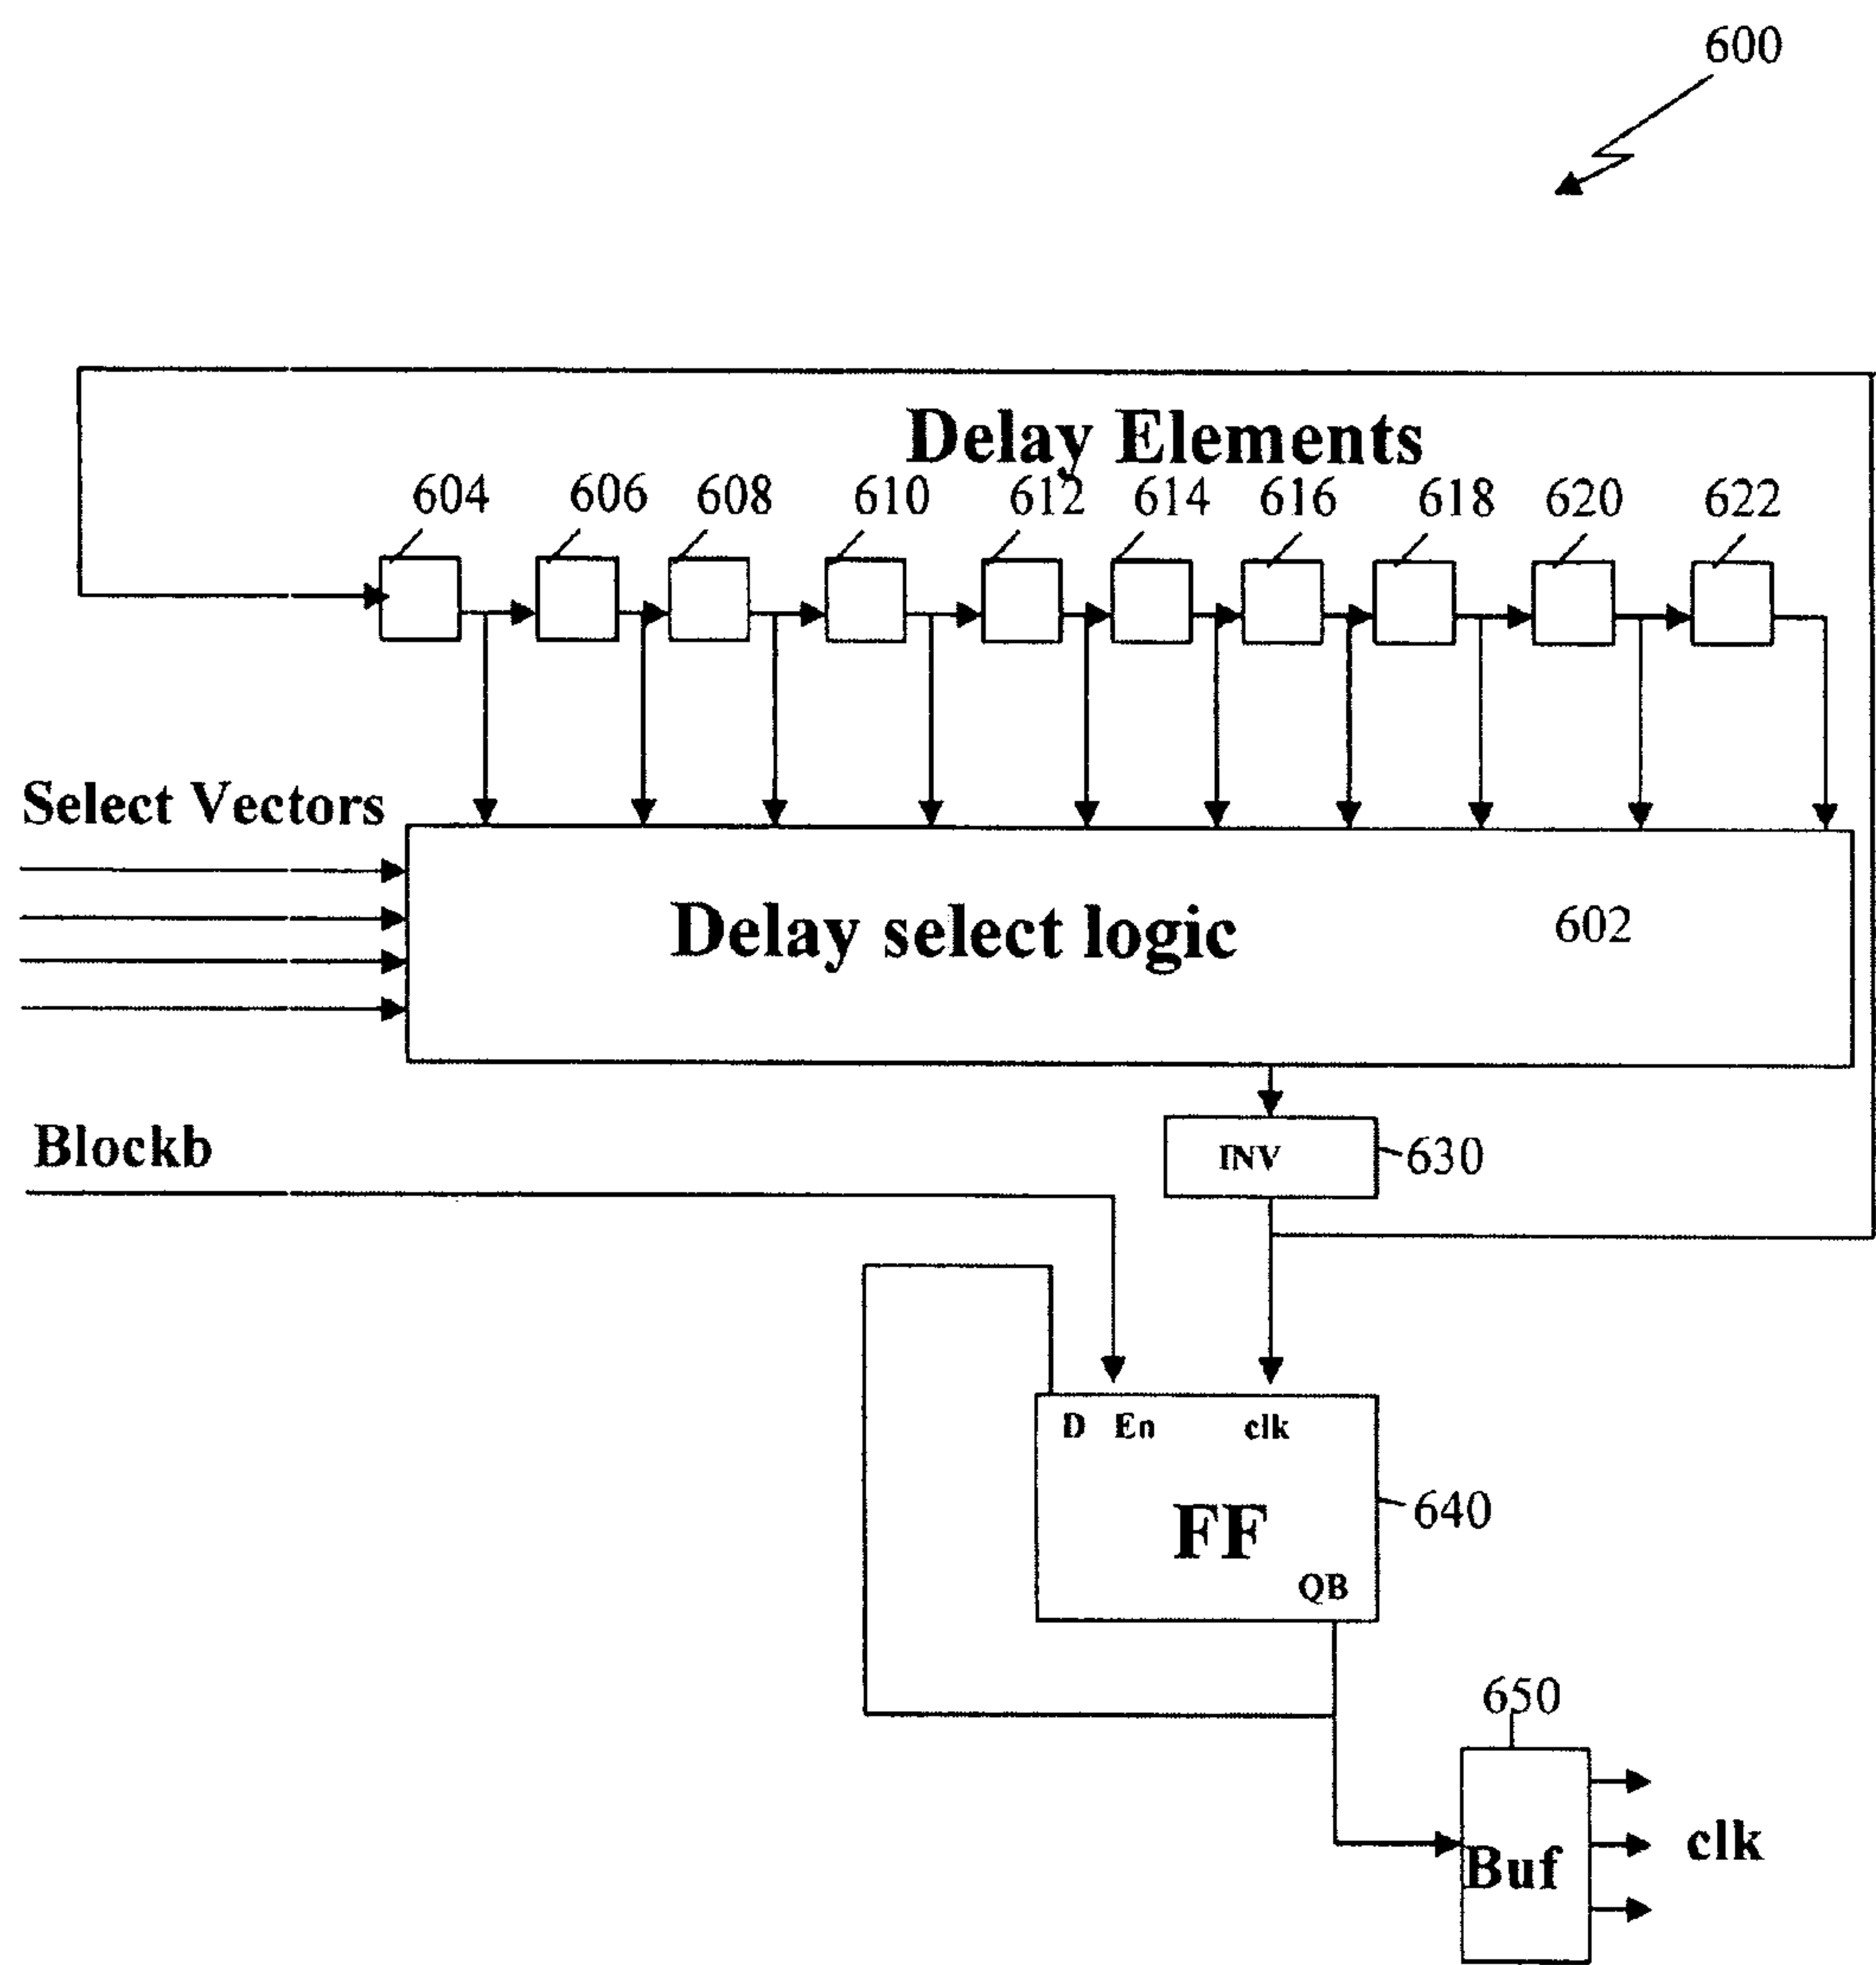 600
Delay Elements
604 606 608 610 612 614 616 618 620 622
Select Vectors
Delay select logic 602
Blockb
INV 630
D En clk
FF 640
QB
650
Buf clk